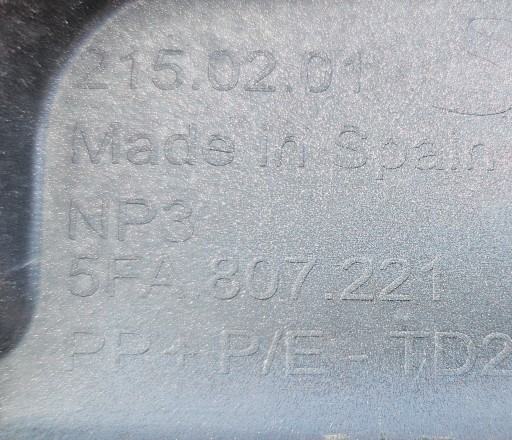 215.02.01
Made in Spain
NP3
5FA.807.221
PP+ P/E - TD2